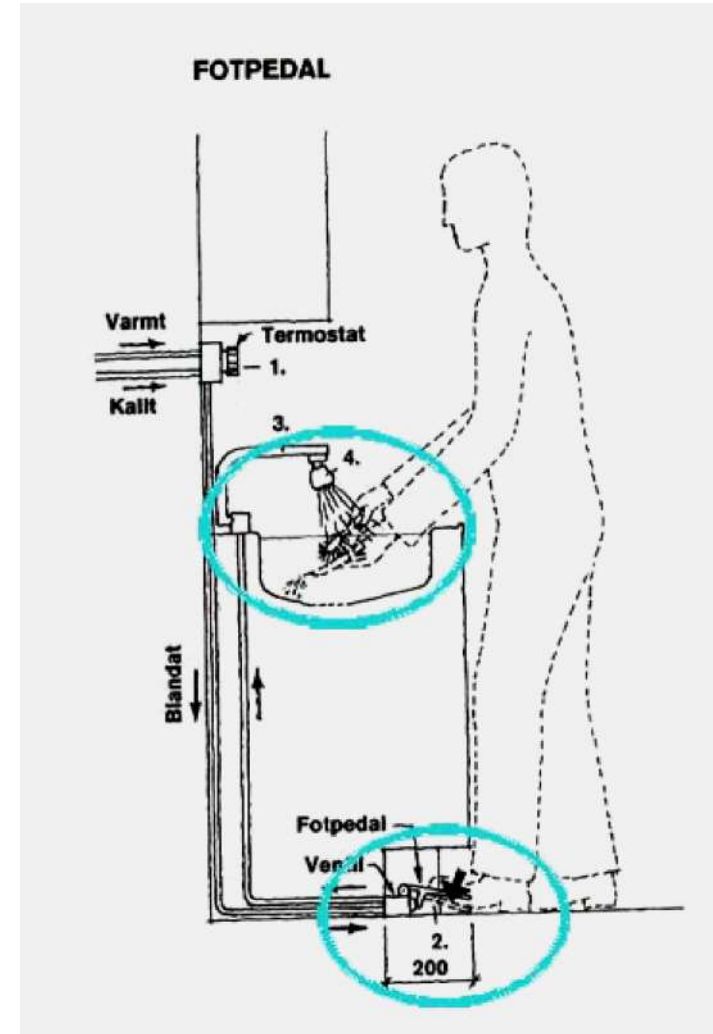 FOTPEDAL
Varmt
Termostat
1.
Kallt
3.
4.
Blandat
Fotpedal
Ventil
2.
200